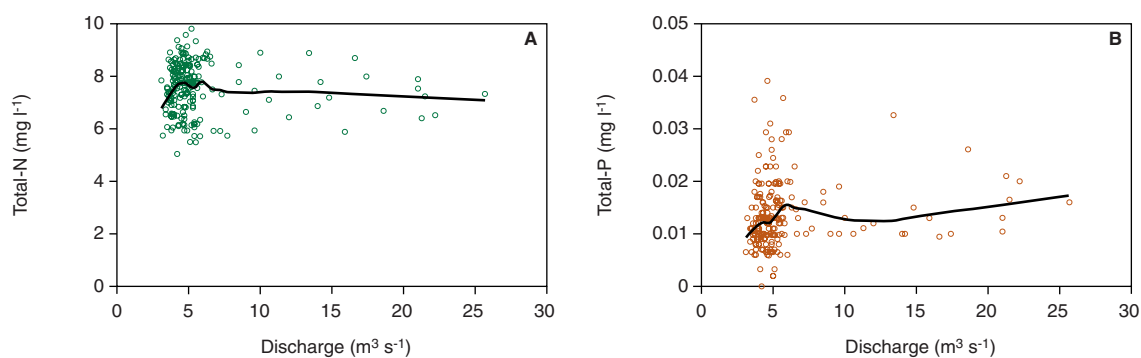 10
8
6
4
2
0
Total-N (mg l-1)
A
0 5 10 15 20 25 30
Discharge (m³ s-1)
0.05
0.04
0.03
0.02
0.01
0
Total-P (mg l-1)
B
0 5 10 15 20 25 30
Discharge (m³ s-1)